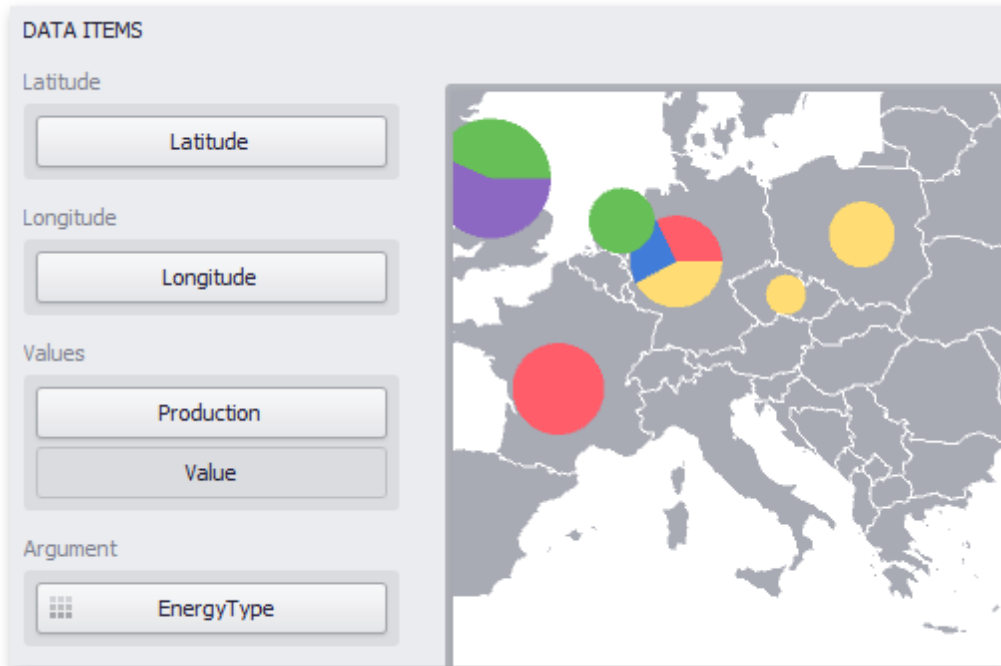 DATA ITEMS
Latitude
Latitude
Longitude
Longitude
Values
Production
Value
Argument
EnergyType